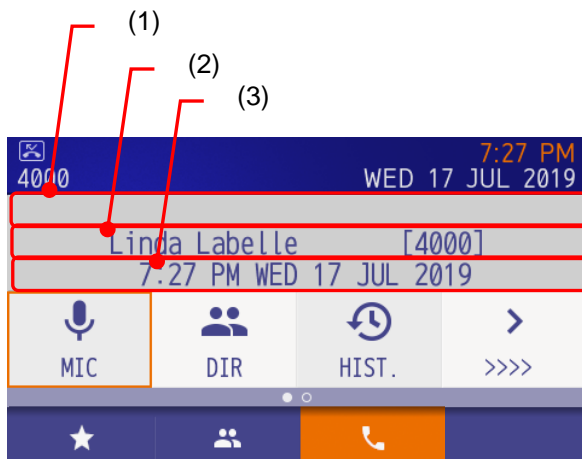 (1)
(2)
(3)
7:27 PM
4000 WED 17 JUL 2019
Linda Labelle [4000]
7:27 PM WED 17 JUL 2019
MIC DIR HIST. >>>>